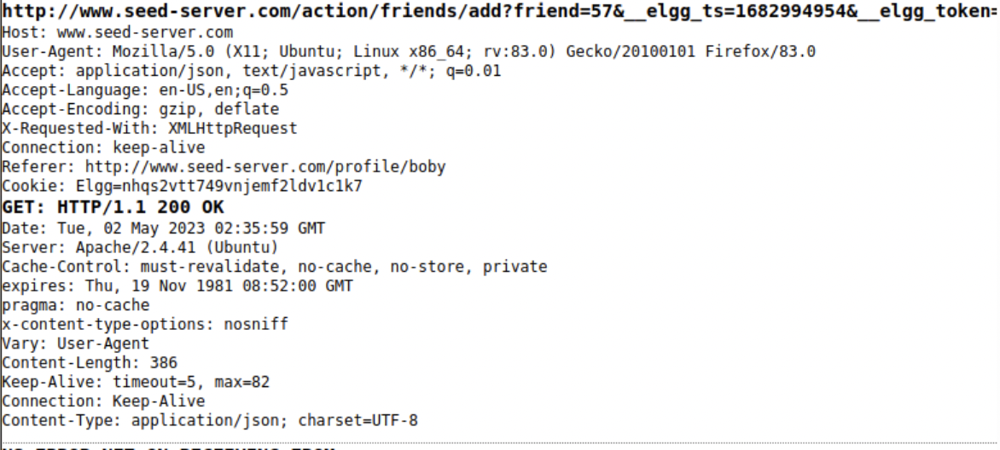 http://www.seed-server.com/action/friends/add?friend=57&__elgg_ts=1682994954&__elgg_token=
Host: www.seed-server.com
User-Agent: Mozilla/5.0 (X11; Ubuntu; Linux x86_64; rv:83.0) Gecko/20100101 Firefox/83.0
Accept: application/json, text/javascript, */*; q=0.01
Accept-Language: en-US,en;q=0.5
Accept-Encoding: gzip, deflate
X-Requested-With: XMLHttpRequest
Connection: keep-alive
Referer: http://www.seed-server.com/profile/boby
Cookie: Elgg=nhqs2vtt749vnjemf2ldv1c1k7
GET: HTTP/1.1 200 OK
Date: Tue, 02 May 2023 02:35:59 GMT
Server: Apache/2.4.41 (Ubuntu)
Cache-Control: must-revalidate, no-cache, no-store, private
expires: Thu, 19 Nov 1981 08:52:00 GMT
pragma: no-cache
x-content-type-options: nosniff
Vary: User-Agent
Content-Length: 386
Keep-Alive: timeout=5, max=82
Connection: Keep-Alive
Content-Type: application/json; charset=UTF-8